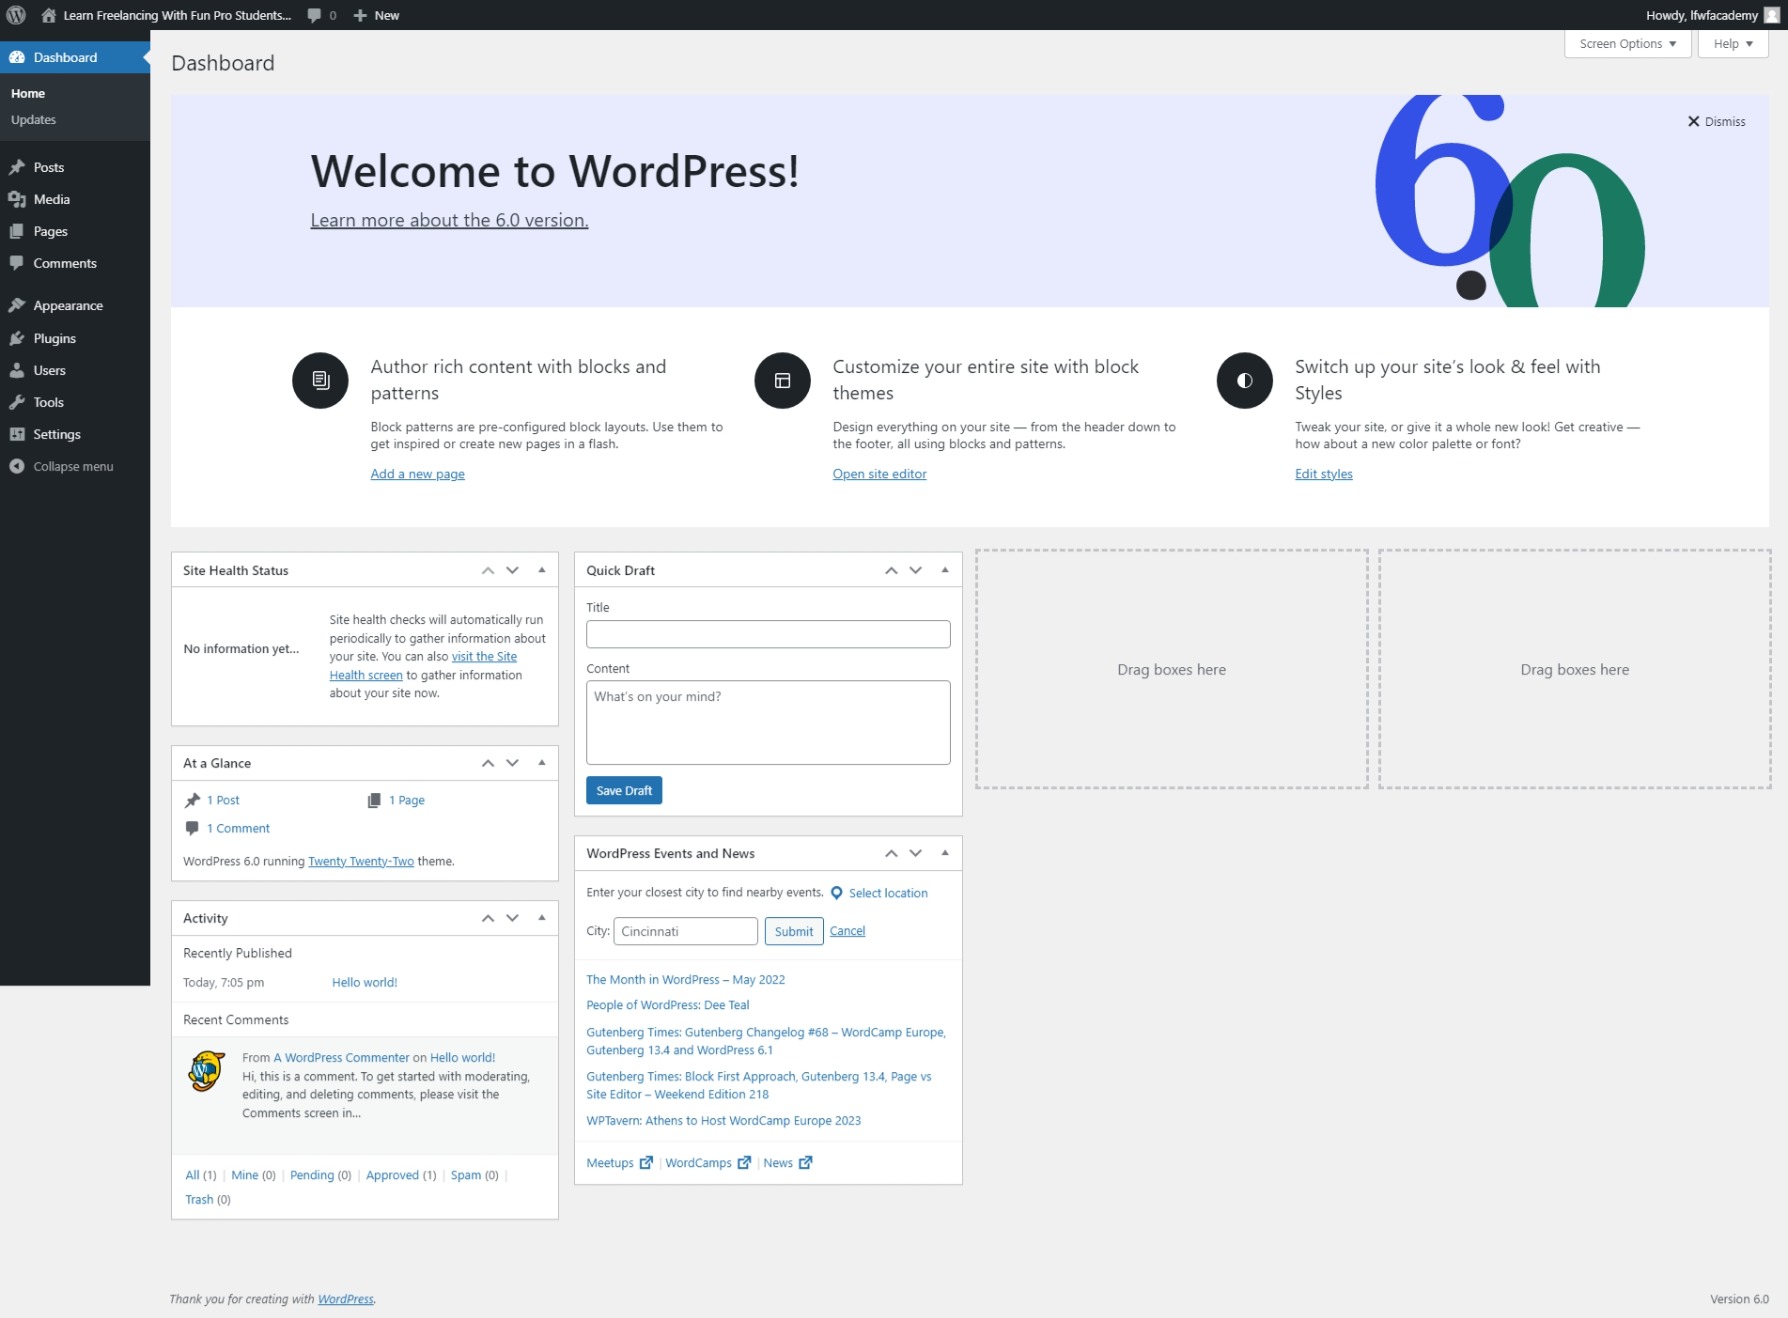 Learn Freelancing With Fun Pro Students...
0
New
Howdy, lfwfacademy
Dashboard
Home
Updates
Posts
Media
Pages
Comments
Appearance
Plugins
Users
Tools
Settings
Collapse menu
Dashboard
Screen Options
Help
Dismiss
Welcome to WordPress!
Learn more about the 6.0 version.
6.0
Author rich content with blocks and
patterns
Block patterns are pre-configured block layouts. Use them to
get inspired or create new pages in a flash.
Add a new page
Customize your entire site with block
themes
Design everything on your site — from the header down to
the footer, all using blocks and patterns.
Open site editor
Switch up your site’s look & feel with
Styles
Tweak your site, or give it a whole new look! Get creative —
how about a new color palette or font?
Edit styles
Site Health Status
No information yet...
Site health checks will automatically run
periodically to gather information about
your site. You can also visit the Site
Health screen to gather information
about your site now.
At a Glance
1 Post
1 Page
1 Comment
WordPress 6.0 running Twenty Twenty-Two theme.
Activity
Recently Published
Today, 7:05 pm Hello world!
Recent Comments
From A WordPress Commenter on Hello world!
Hi, this is a comment. To get started with moderating,
editing, and deleting comments, please visit the
Comments screen in...
All (1) | Mine (0) | Pending (0) | Approved (1) | Spam (0) |
Trash (0)
Quick Draft
Title
Content
What's on your mind?
Save Draft
WordPress Events and News
Enter your closest city to find nearby events. Select location
City: Cincinnati Submit Cancel
The Month in WordPress – May 2022
People of WordPress: Dee Teal
Gutenberg Times: Gutenberg Changelog #68 – WordCamp Europe,
Gutenberg 13.4 and WordPress 6.1
Gutenberg Times: Block First Approach, Gutenberg 13.4, Page vs
Site Editor – Weekend Edition 218
WPTavern: Athens to Host WordCamp Europe 2023
Meetups | WordCamps | News
Drag boxes here
Drag boxes here
Thank you for creating with WordPress.
Version 6.0